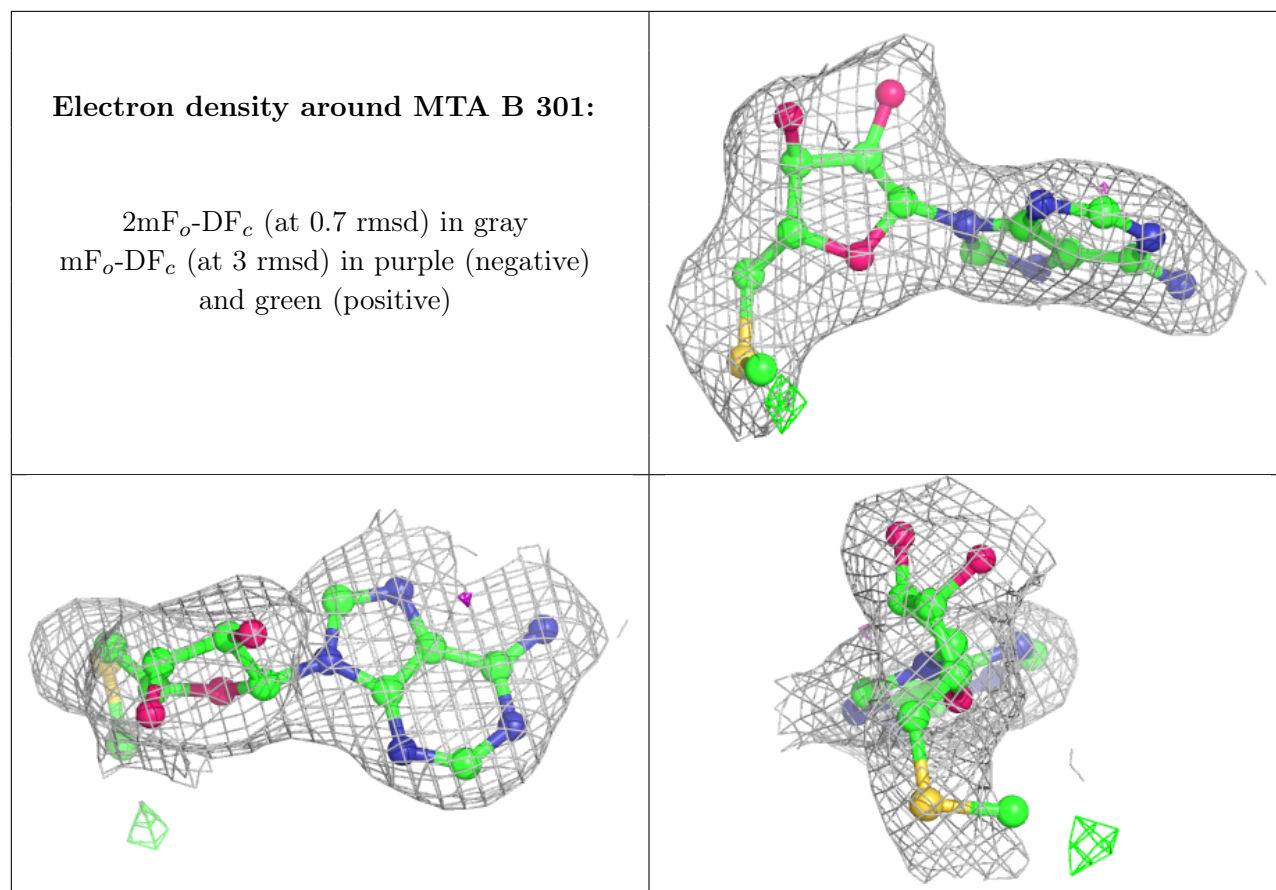 Electron density around MTA B 301:
2mFo-DFc (at 0.7 rmsd) in gray
mFo-DFc (at 3 rmsd) in purple (negative)
and green (positive)